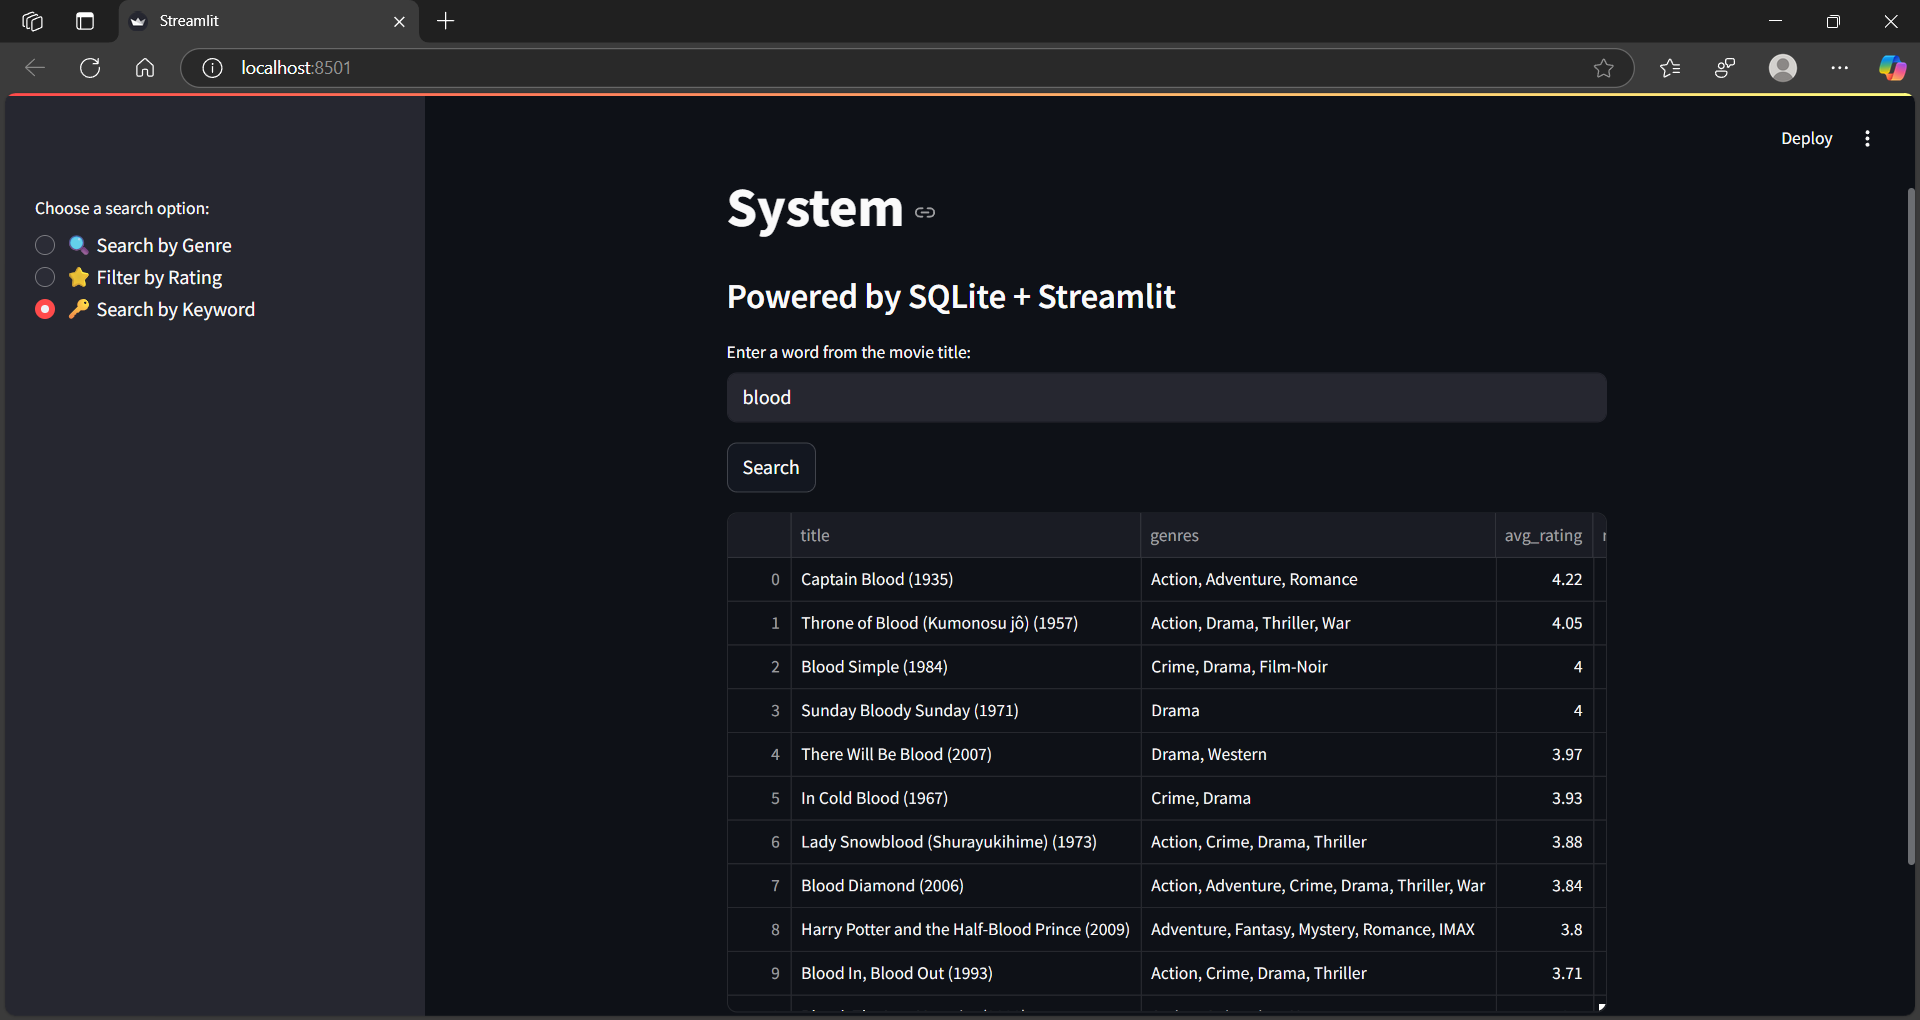 Streamlit
localhost:8501
Deploy
Choose a search option:
Search by Genre
Filter by Rating
Search by Keyword
System
Powered by SQLite + Streamlit
Enter a word from the movie title:
blood
Search
title genres avg_rating
0 Captain Blood (1935) Action, Adventure, Romance 4.22
1 Throne of Blood (Kumonosu jô) (1957) Action, Drama, Thriller, War 4.05
2 Blood Simple (1984) Crime, Drama, Film-Noir 4
3 Sunday Bloody Sunday (1971) Drama 4
4 There Will Be Blood (2007) Drama, Western 3.97
5 In Cold Blood (1967) Crime, Drama 3.93
6 Lady Snowblood (Shurayukihime) (1973) Action, Crime, Drama, Thriller 3.88
7 Blood Diamond (2006) Action, Adventure, Crime, Drama, Thriller, War 3.84
8 Harry Potter and the Half-Blood Prince (2009) Adventure, Fantasy, Mystery, Romance, IMAX 3.8
9 Blood In, Blood Out (1993) Action, Crime, Drama, Thriller 3.71